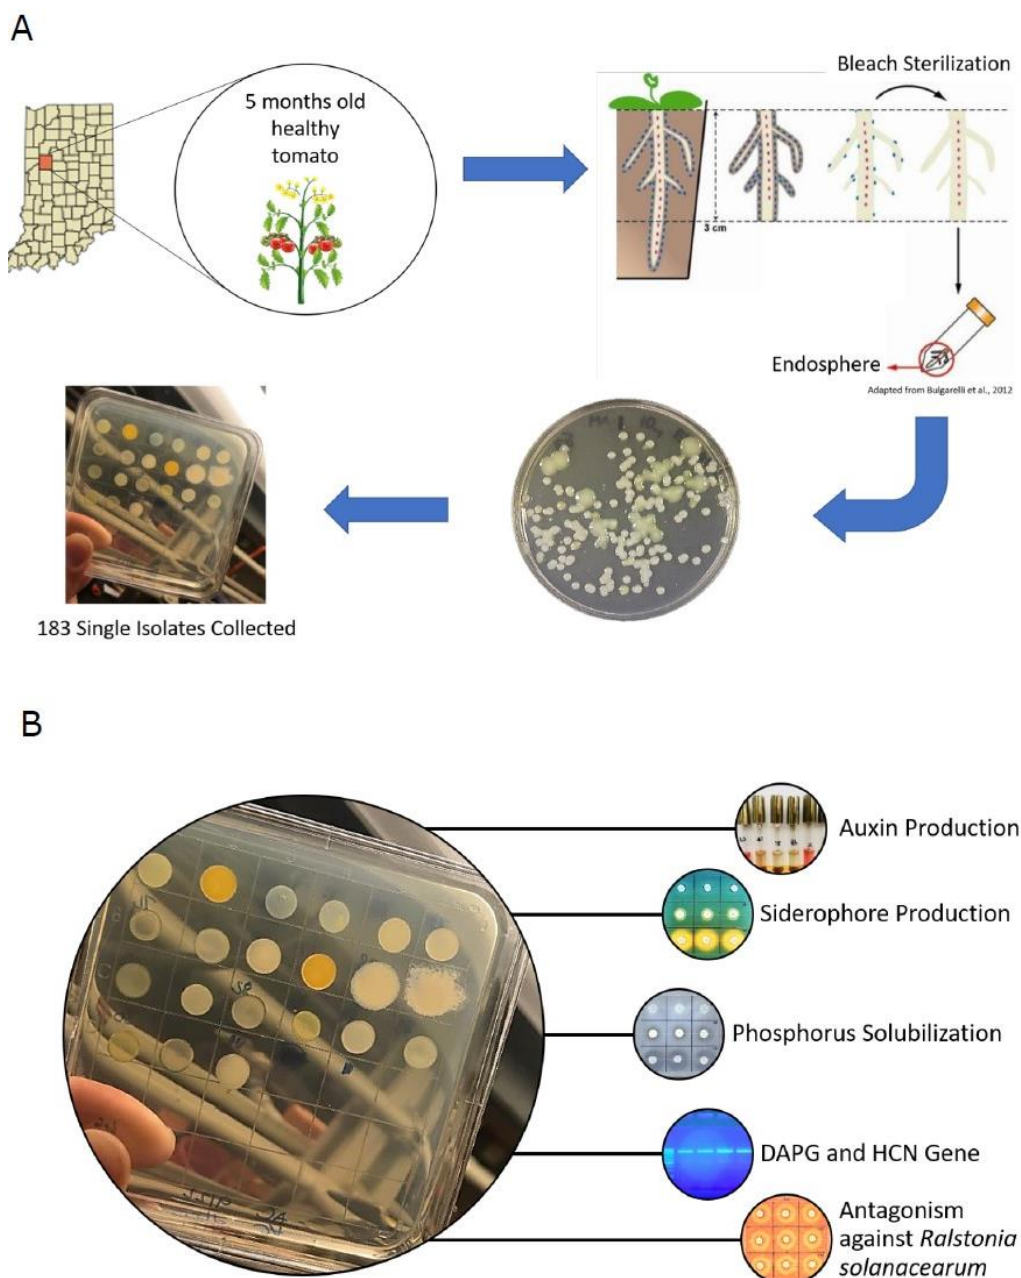 A
5 months old
healthy
tomato
Bleach Sterilization
3 cm
Endosphere
Adapted from Bulgarelli et al., 2012
183 Single Isolates Collected
B
Auxin Production
Siderophore Production
Phosphorus Solubilization
DAPG and HCN Gene
Antagonism
against Ralstonia
solanacearum